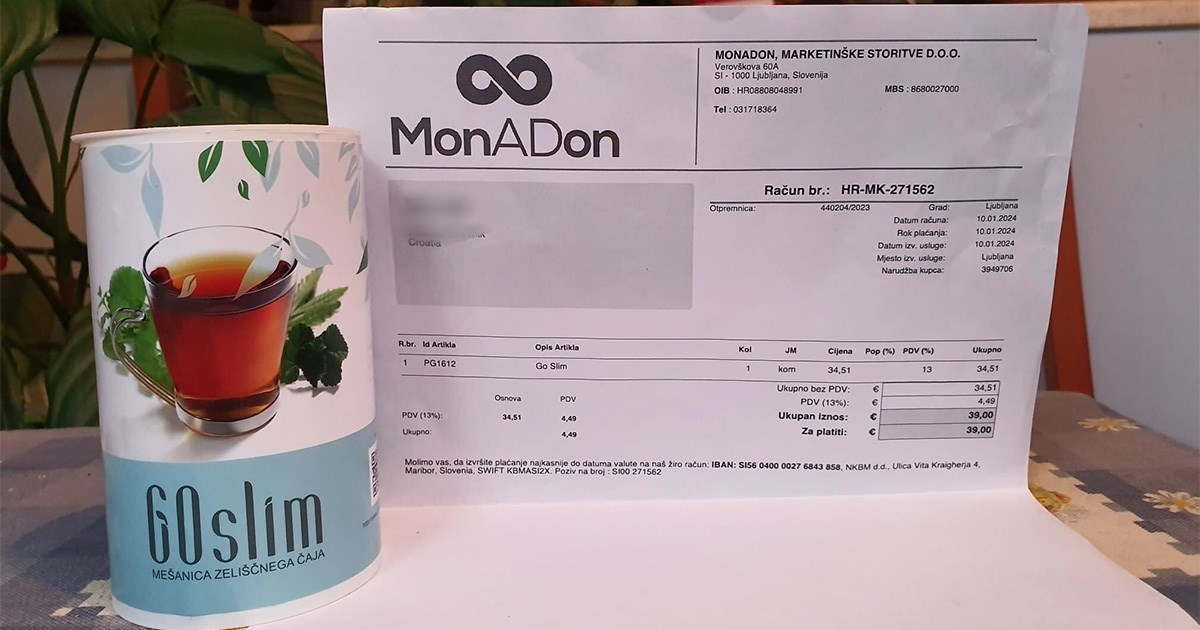 MonADon
MONADON, MARKETINŠKE STORITVE D.O.O.
Verovškova 60A
SI - 1000 Ljubljana, Slovenija
OIB : HR08808048991 MBS : 8680027000
Tel : 031718364
Račun br.: HR-MK-271562
Otpremnica: 440204/2023 Grad: Ljubljana
Datum računa: 10.01.2024
Rok plaćanja: 10.01.2024
Datum izv. usluge: 10.01.2024
Mjesto izv. usluge: Ljubljana
Narudžba kupca: 3949706
Croatia
R.br. Id Artikla Opis Artikla Kol JM Cijena Pop (%) PDV (%) Ukupno
1 PG1612 Go Slim 1 kom 34,51 13 34,51
Ukupno bez PDV: € 34,51
PDV (13%): € 4,49
Ukupan iznos: € 39,00
Za platiti: € 39,00
Osnova PDV
PDV (13%): 34,51 4,49
Ukupno: 4,49
Molimo vas, da izvršite plaćanje najkasnije do datuma valute na naš žiro račun: IBAN: SI56 0400 0027 6843 858, NKBM d.d., Ulica Vita Kraigherja 4,
Maribor, Slovenia, SWIFT KBMASI2X. Poziv na broj : SI00 271562
GOslim
MEŠANICA ZELIŠČNEGA ČAJA